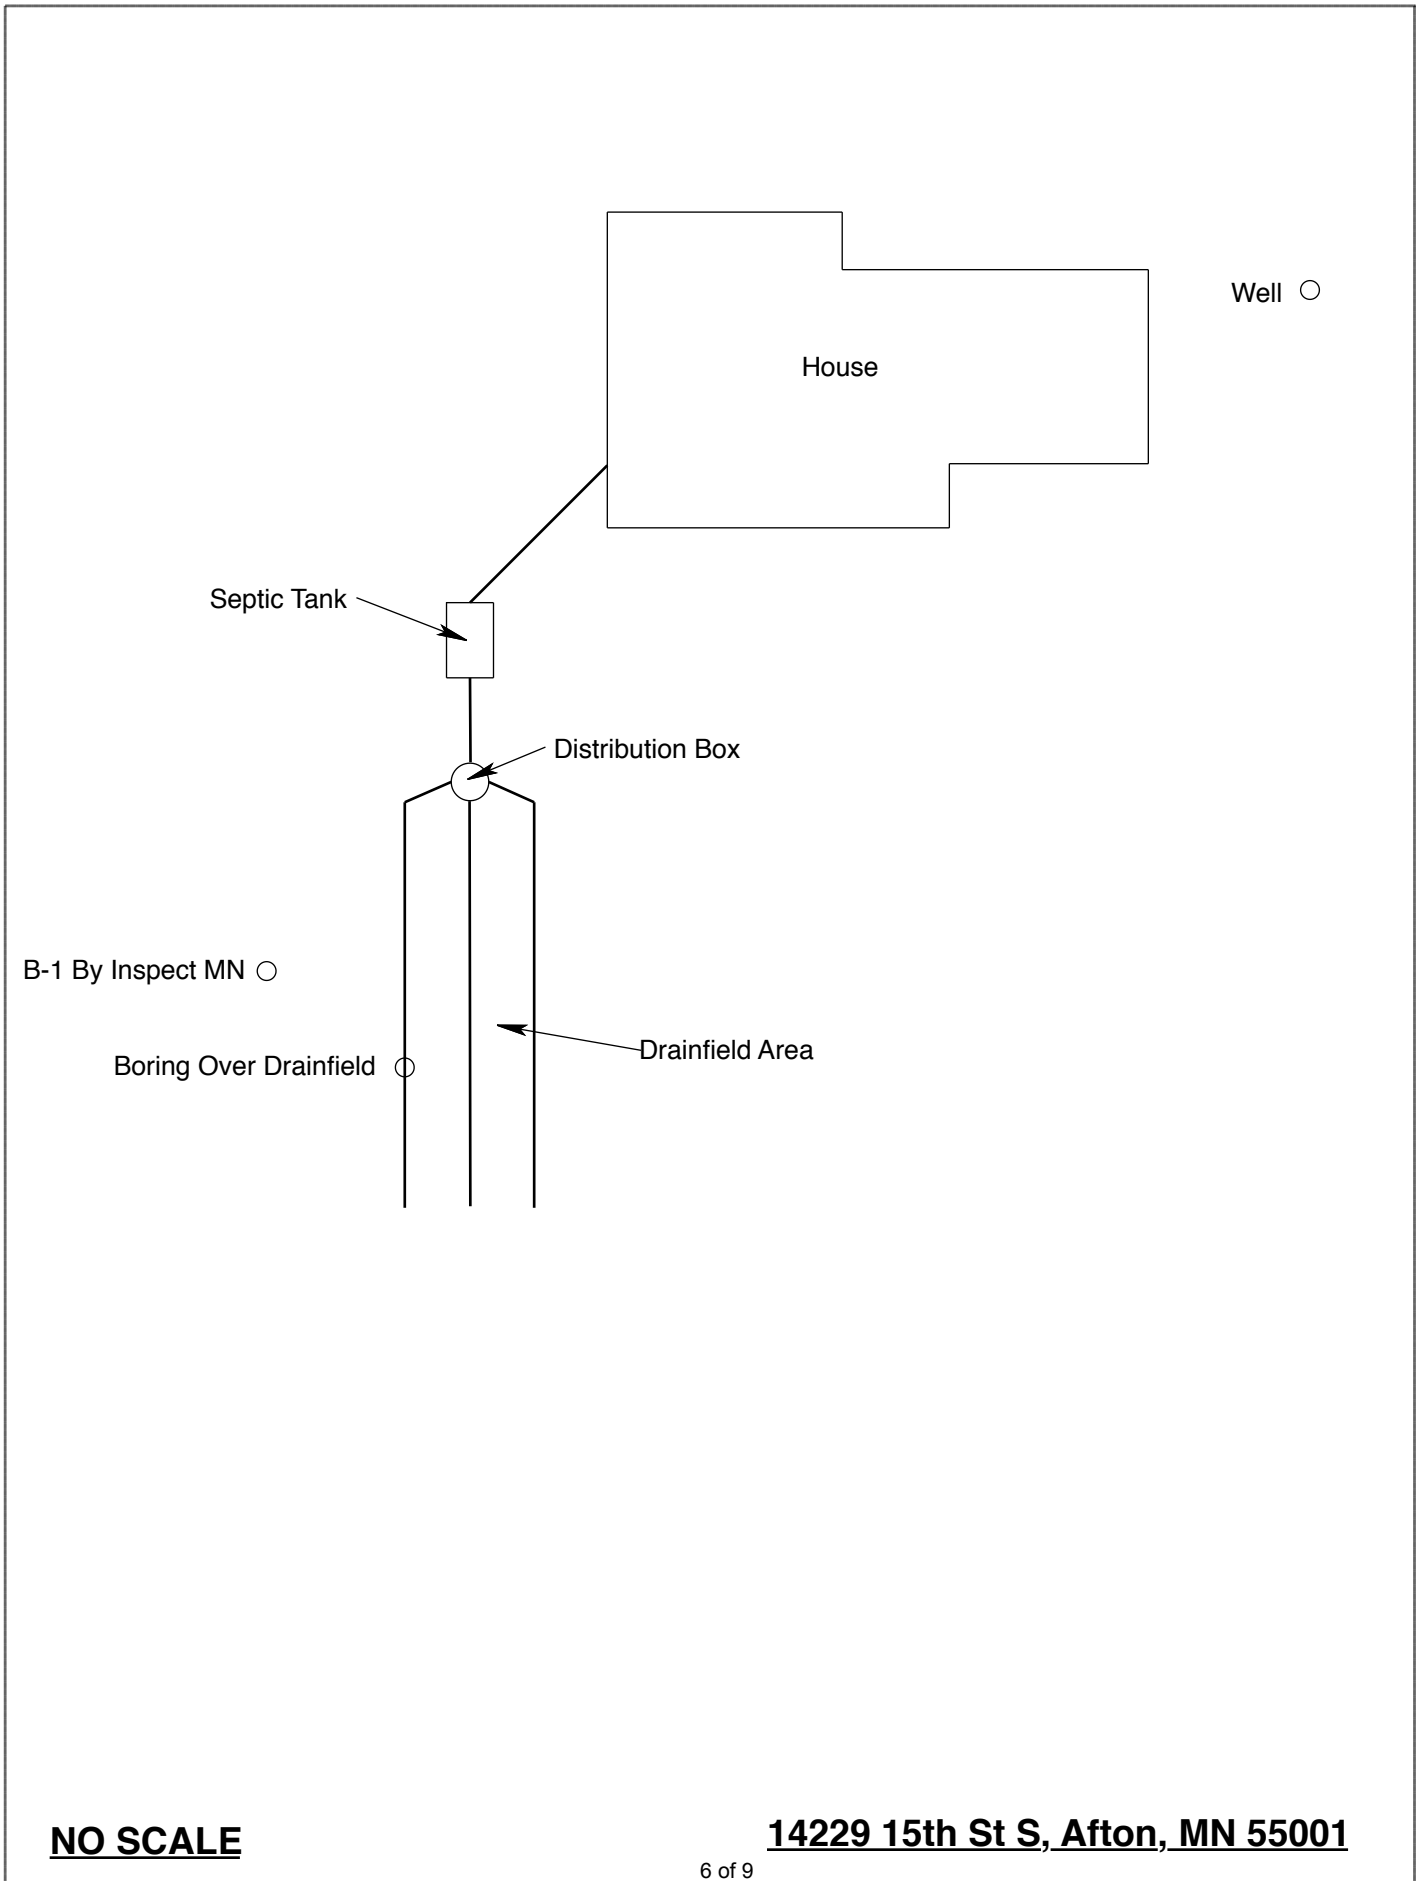 Well
House
Septic Tank
Distribution Box
B-1 By Inspect MN
Drainfield Area
Boring Over Drainfield
NO SCALE
14229 15th St S, Afton, MN 55001
6 of 9